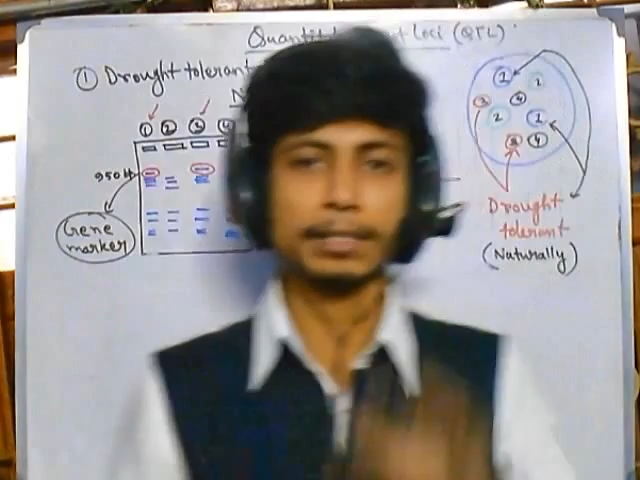 Loci (QTL)
① Drought tolerant
① ② ③ ④
950 bp
Gene
marker
1 2
3 4
2 1
3 4
Drought
tolerant
(Naturally)